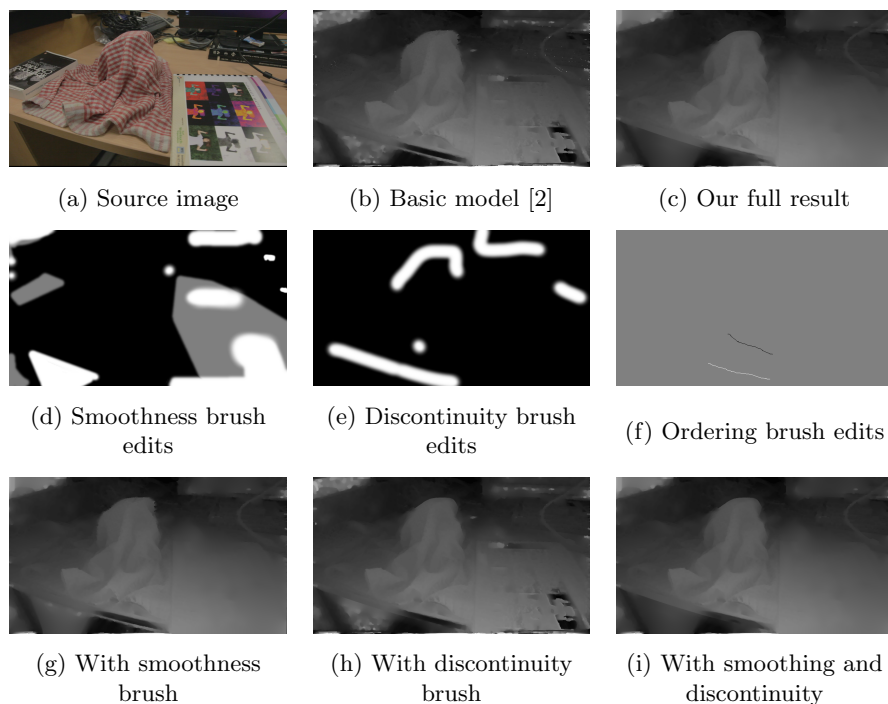 (a) Source image
(b) Basic model [2]
(c) Our full result
(d) Smoothness brush
edits
(e) Discontinuity brush
edits
(f) Ordering brush edits
(g) With smoothness
brush
(h) With discontinuity
brush
(i) With smoothing and
discontinuity